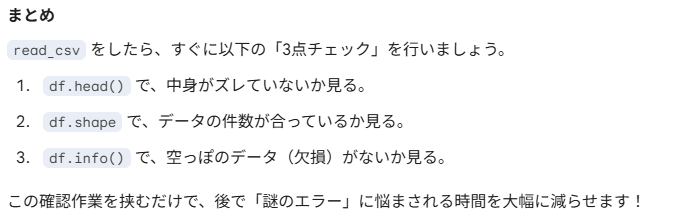 まとめ
read_csv をしたら、すぐに以下の「3点チェック」を行いましょう。
1. df.head() で、中身がズレていないか見る。
2. df.shape で、データの件数が合っているか見る。
3. df.info() で、空っぽのデータ（欠損）がないか見る。
この確認作業を挟むだけで、後で「謎のエラー」に悩まされる時間を大幅に減らせます！